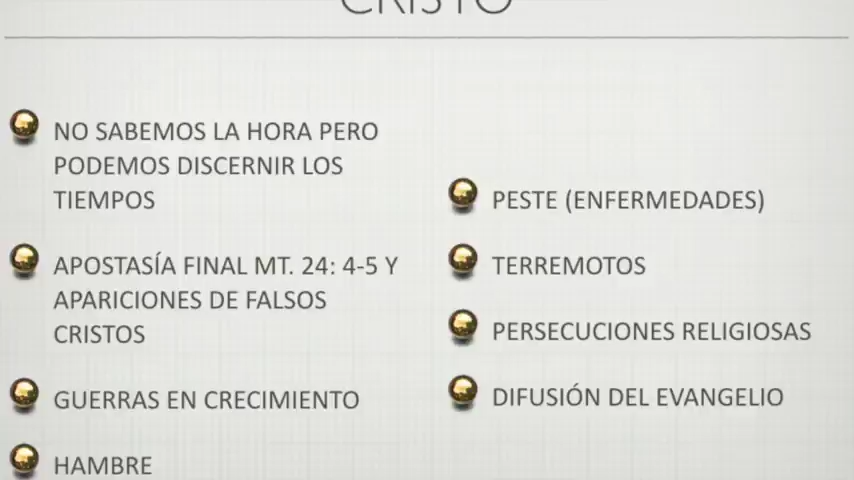 CRISTO
NO SABEMOS LA HORA PERO
PODEMOS DISCERNIR LOS
TIEMPOS
APOSTASÍA FINAL MT. 24: 4-5 Y
APARICIONES DE FALSOS
CRISTOS
GUERRAS EN CRECIMIENTO
HAMBRE
PESTE (ENFERMEDADES)
TERREMOTOS
PERSECUCIONES RELIGIOSAS
DIFUSIÓN DEL EVANGELIO